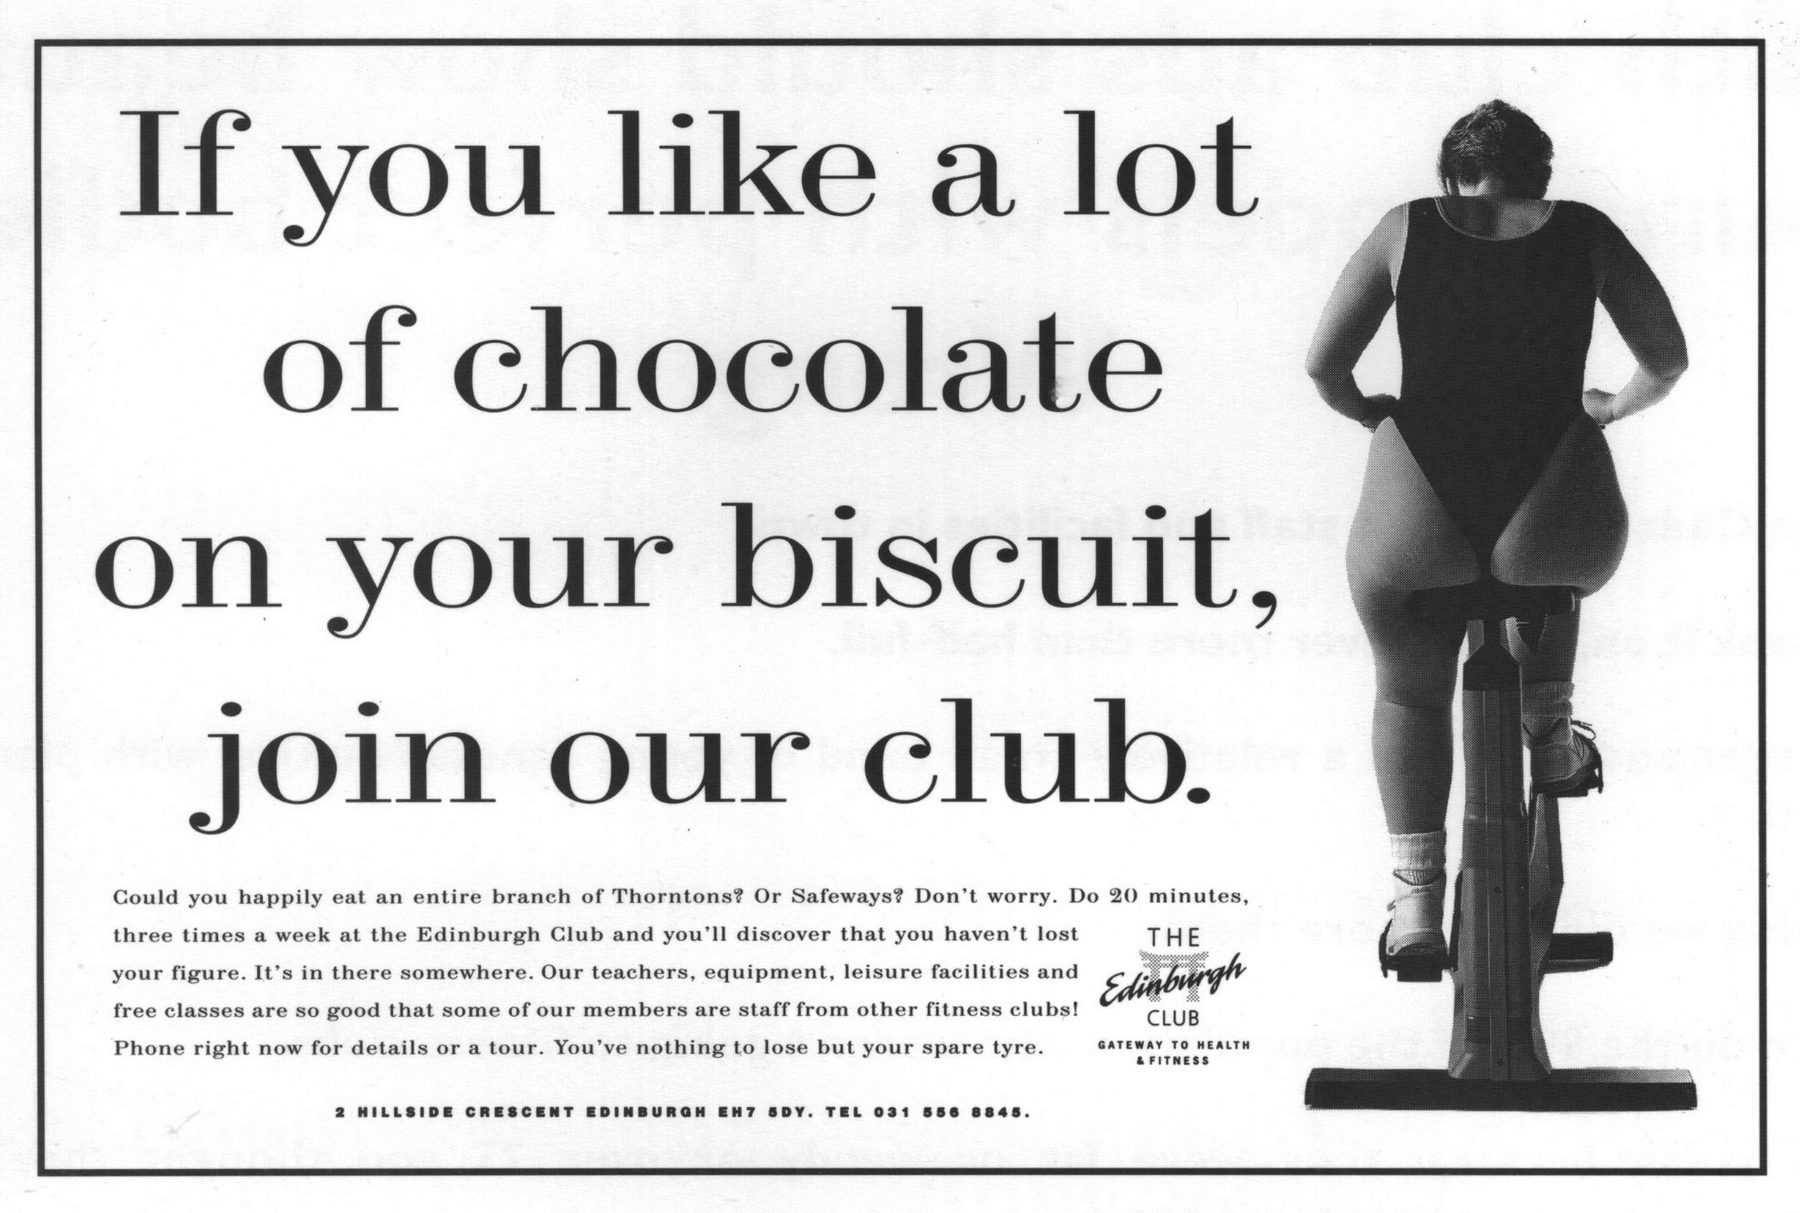 If you like a lot
of chocolate
on your biscuit,
join our club.
Could you happily eat an entire branch of Thorntons? Or Safeways? Don't worry. Do 20 minutes,
three times a week at the Edinburgh Club and you'll discover that you haven't lost
your figure. It's in there somewhere. Our teachers, equipment, leisure facilities and
free classes are so good that some of our members are staff from other fitness clubs!
Phone right now for details or a tour. You've nothing to lose but your spare tyre.
THE
Edinburgh
CLUB
GATEWAY TO HEALTH
& FITNESS
2 HILLSIDE CRESCENT EDINBURGH EH7 5DY. TEL 031 556 8845.